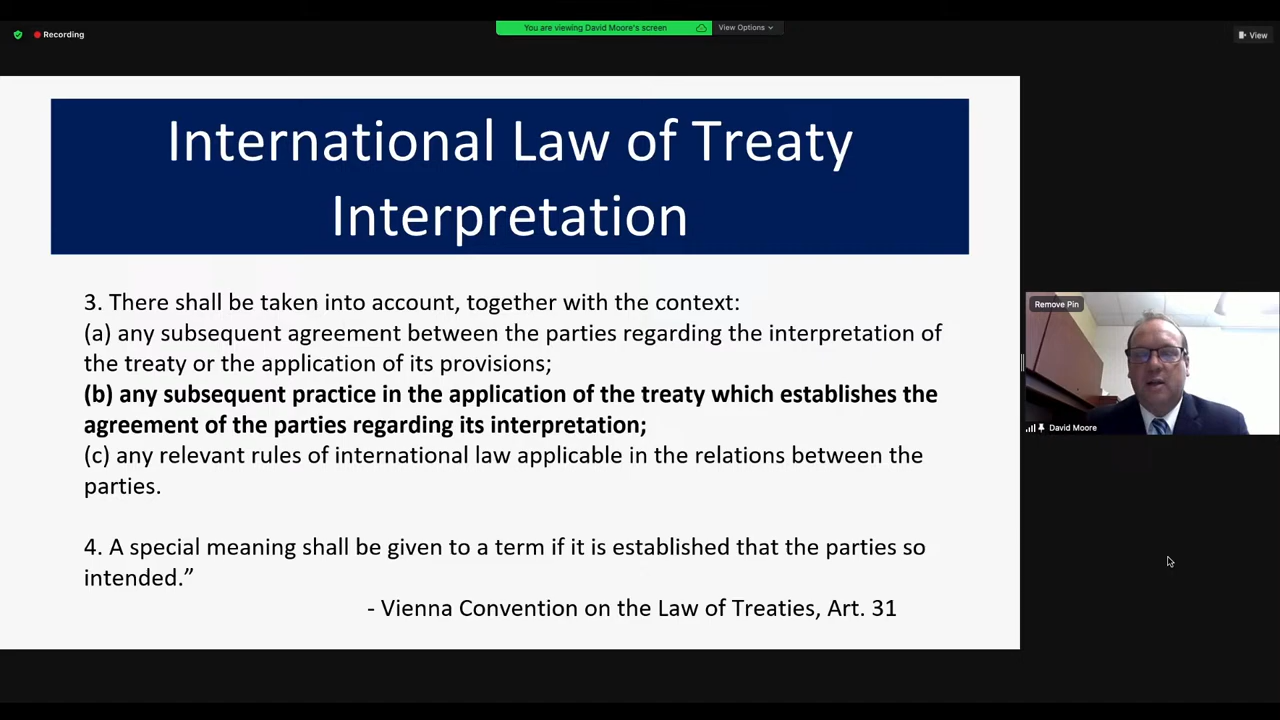 You are viewing David Moore's screen
View Options
Recording
View
International Law of Treaty
Interpretation
3. There shall be taken into account, together with the context:
(a) any subsequent agreement between the parties regarding the interpretation of
the treaty or the application of its provisions;
(b) any subsequent practice in the application of the treaty which establishes the
agreement of the parties regarding its interpretation;
(c) any relevant rules of international law applicable in the relations between the
parties.
4. A special meaning shall be given to a term if it is established that the parties so
intended.”
- Vienna Convention on the Law of Treaties, Art. 31
Remove Pin
David Moore